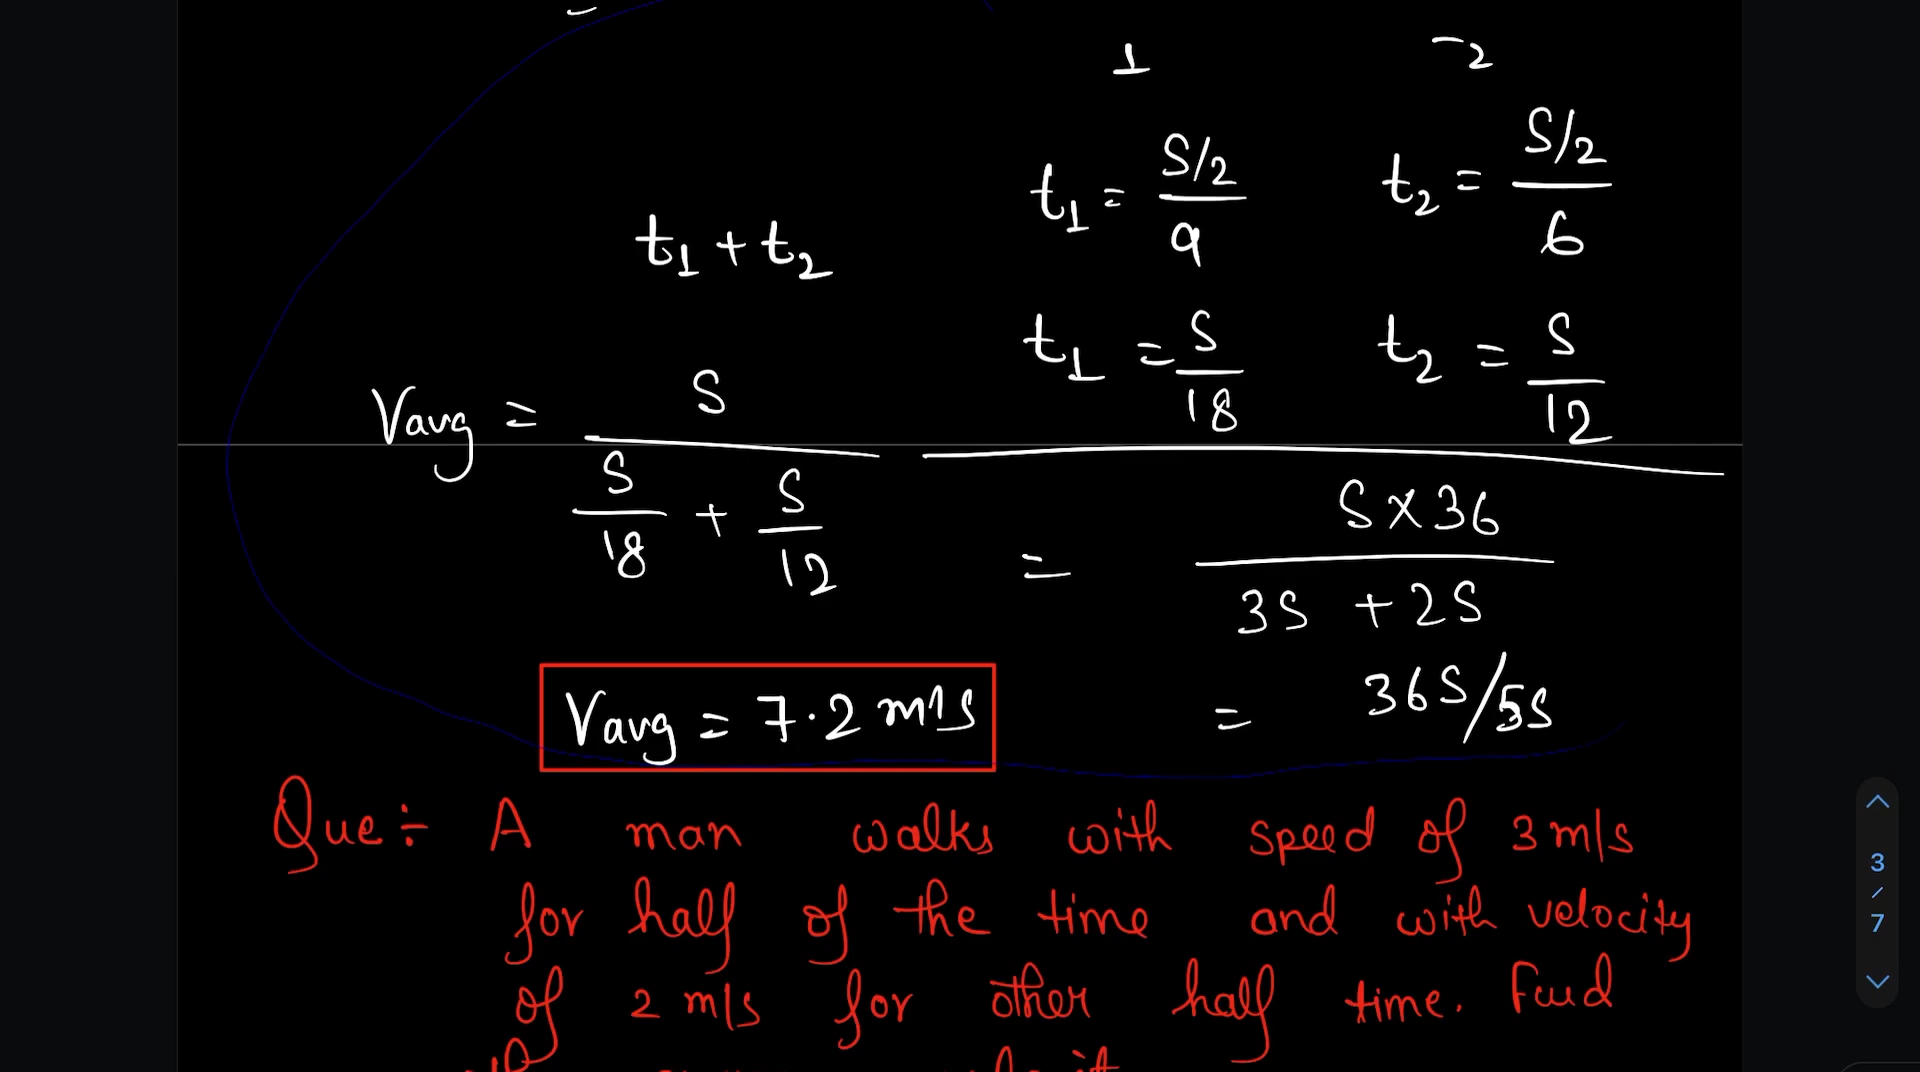 1 2
t1 = S/2 / 9 t2 = S/2 / 6
t1 + t2
t1 = S/18 t2 = S/12
Vavg = S / (S/18 + S/12) = S x 36 / 3S + 2S
Vavg = 7.2 m/s = 36S/5S
Que:- A man walks with speed of 3 m/s
for half of the time and with velocity
of 2 m/s for other half time. Find
3
/
7